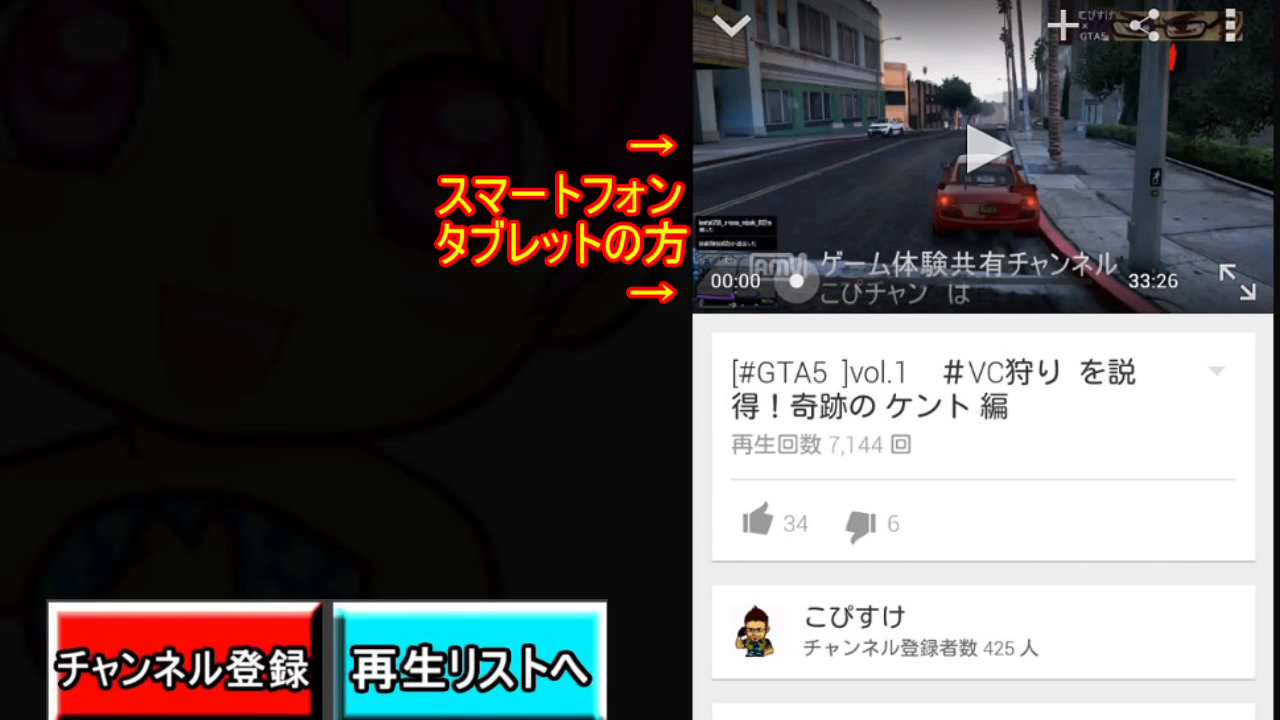 →
スマートフォン
タブレットの方
→
チャンネル登録
再生リストへ
こぴすけ
×
GTA5
ゲーム体験共有チャンネル
こぴチャン は
00:00
33:26
[#GTA5 ]vol.1 ＃VC狩り を説
得！奇跡の ケント 編
再生回数 7,144 回
34
6
こぴすけ
チャンネル登録者数 425 人